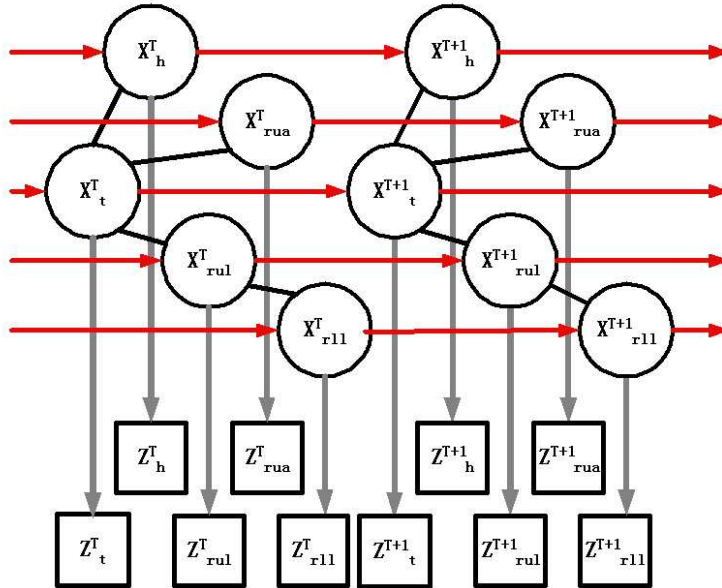 X^T_h X^{T+1}_h
X^T_rua X^{T+1}_rua
X^T_t X^{T+1}_t
X^T_rul X^{T+1}_rul
X^T_rll X^{T+1}_rll
Z^T_h Z^T_rua Z^{T+1}_h Z^{T+1}_rua
Z^T_t Z^T_rul Z^T_rll Z^{T+1}_t Z^{T+1}_rul Z^{T+1}_rll